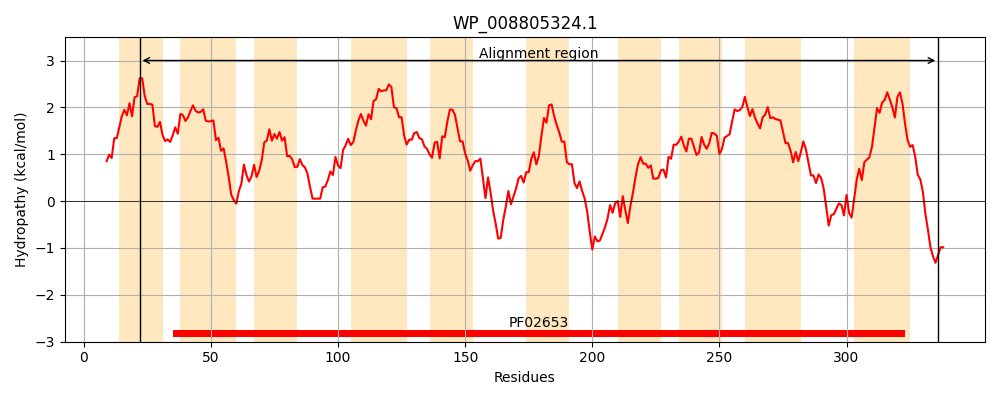 WP_008805324.1
Hydropathy (kcal/mol)
3
2
1
0
−1
−2
−3
Alignment region
PF02653
0
50
100
150
200
250
300
Residues